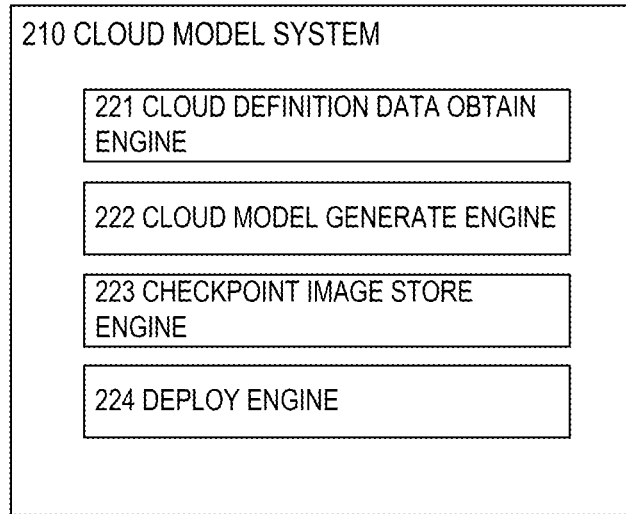 210 CLOUD MODEL SYSTEM
221 CLOUD DEFINITION DATA OBTAIN
ENGINE
222 CLOUD MODEL GENERATE ENGINE
223 CHECKPOINT IMAGE STORE
ENGINE
224 DEPLOY ENGINE